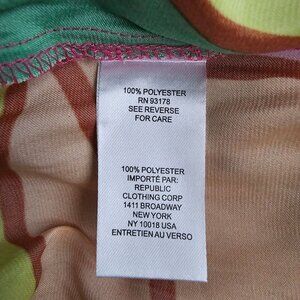 100% POLYESTER
RN 93178
SEE REVERSE
FOR CARE
100% POLYESTER
IMPORTÉ PAR:
REPUBLIC
CLOTHING CORP
1411 BROADWAY
NEW YORK
NY 10018 USA
ENTRETIEN AU VERSO